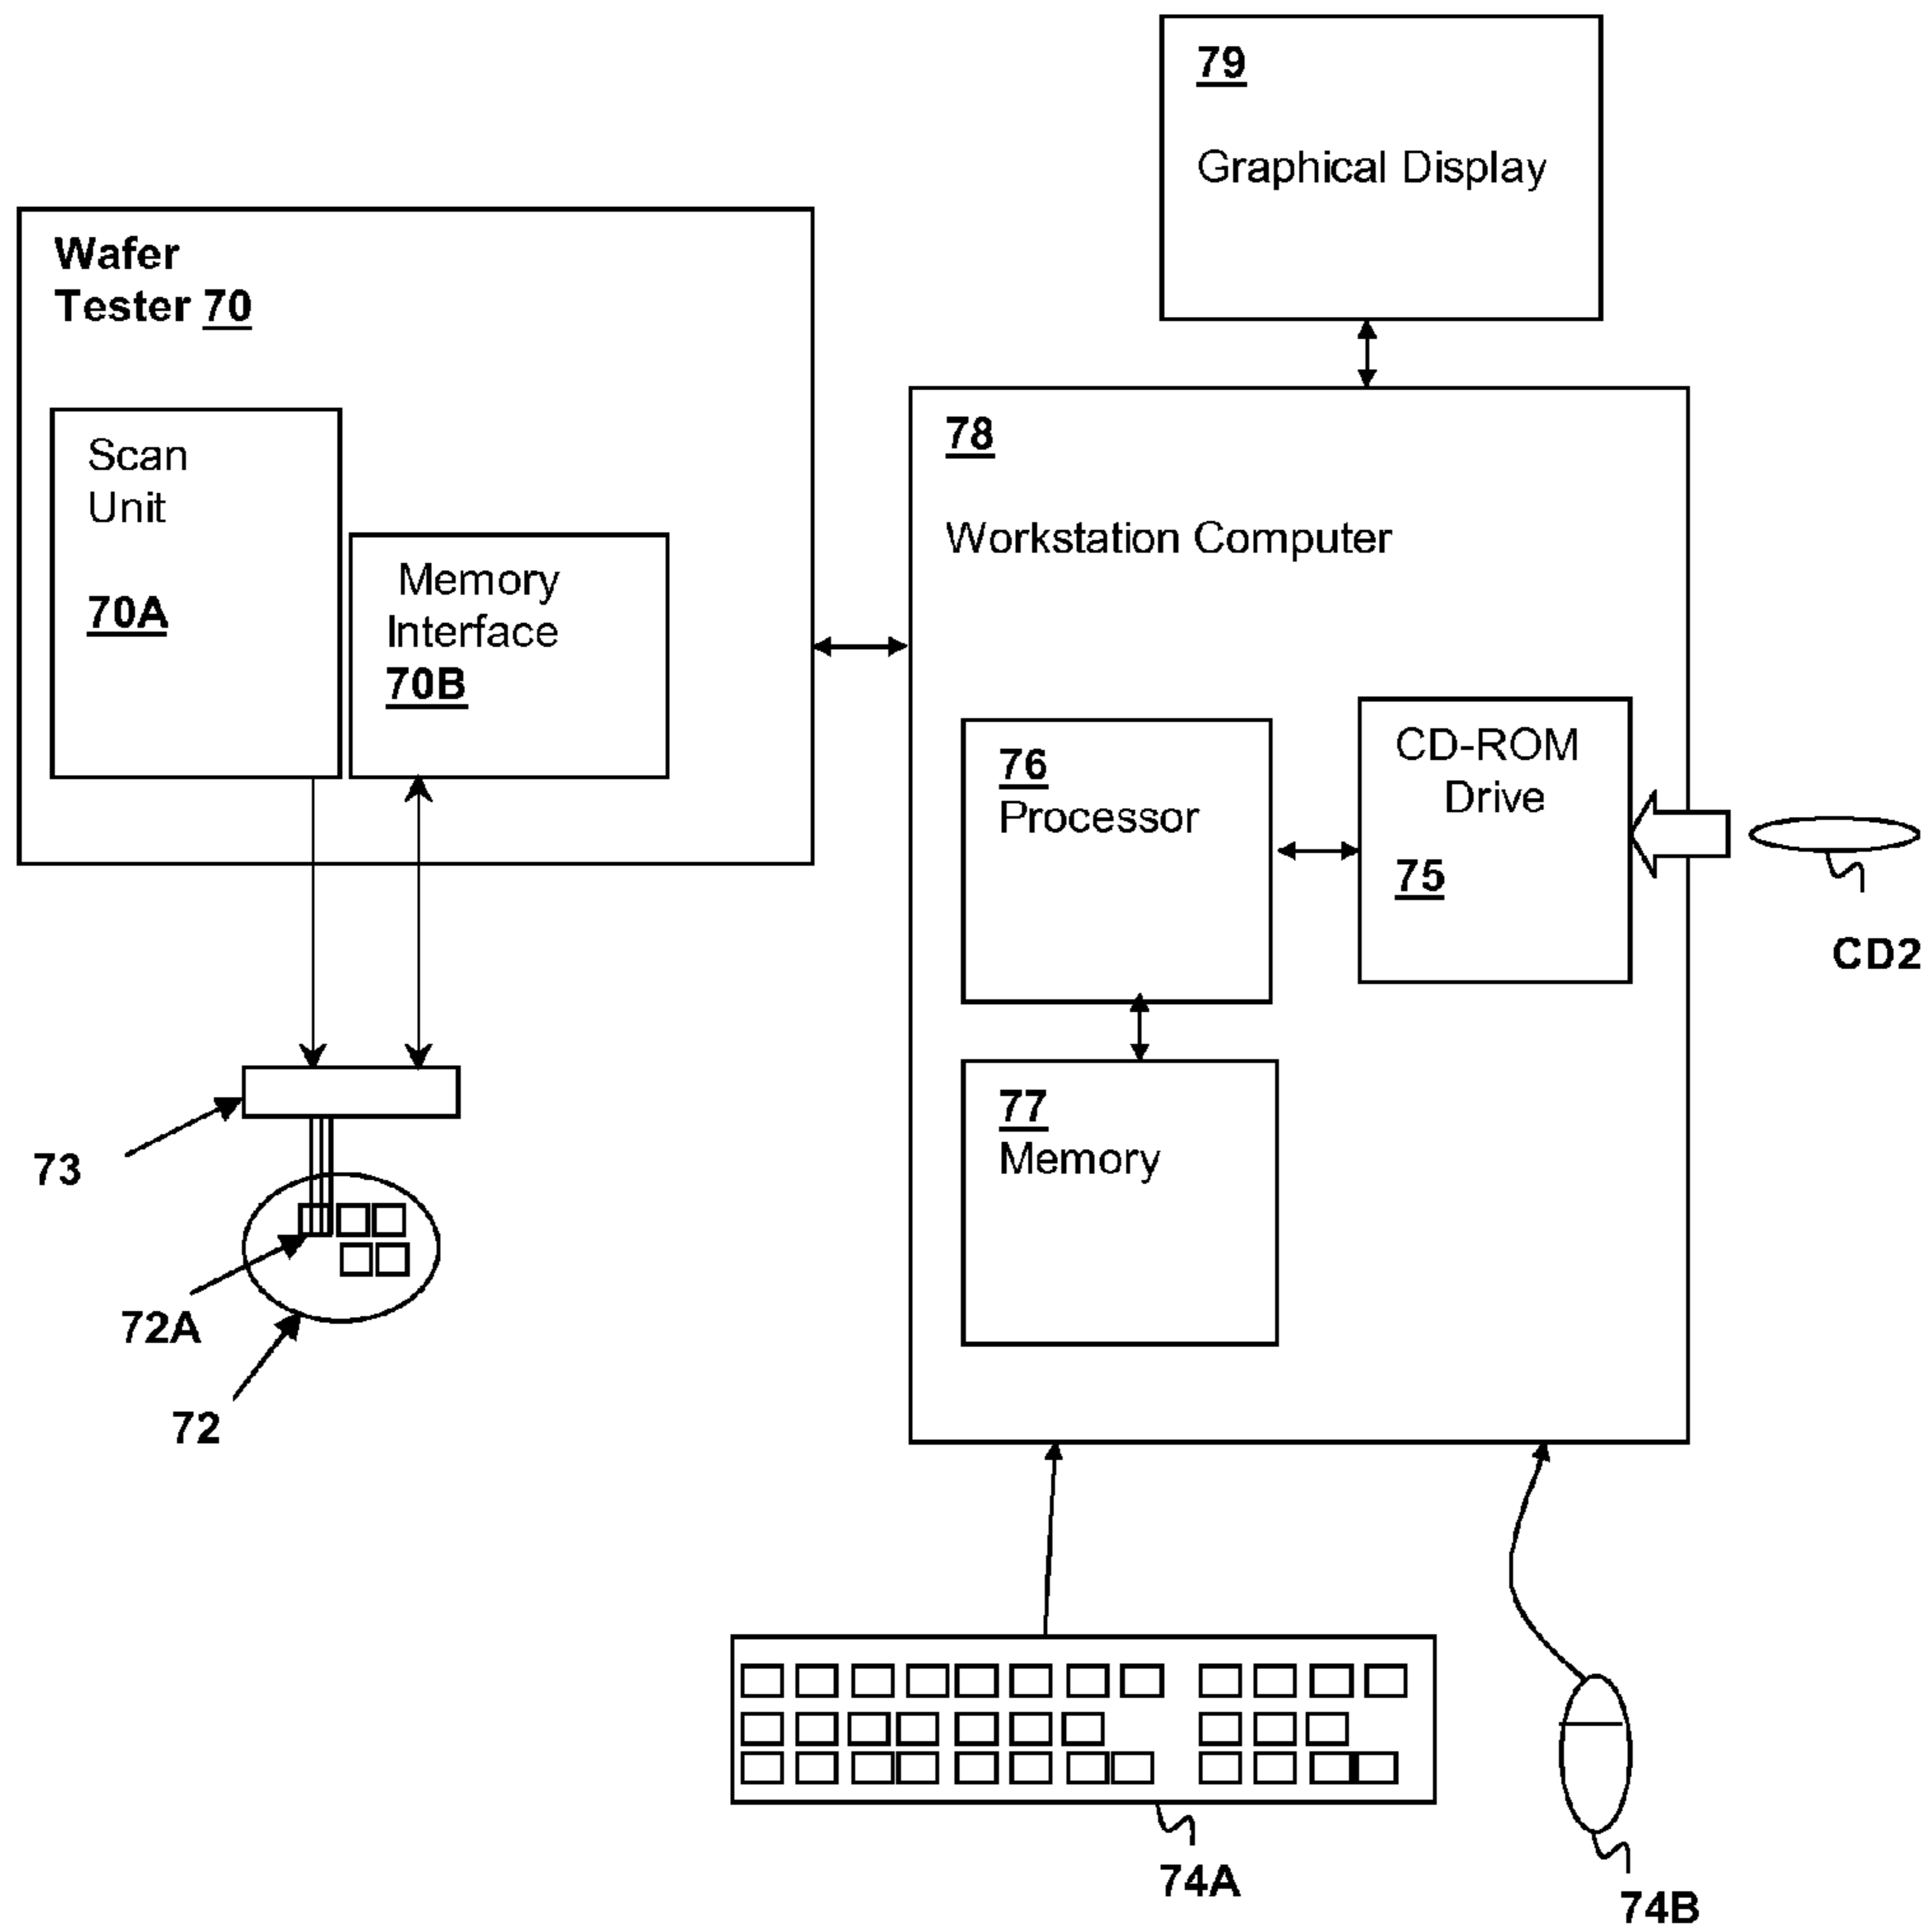 79
Graphical Display
Wafer
Tester 70
Scan
Unit
70A
Memory
Interface
70B
78
Workstation Computer
76
Processor
CD-ROM
Drive
75
CD2
77
Memory
73
72A
72
74A
74B